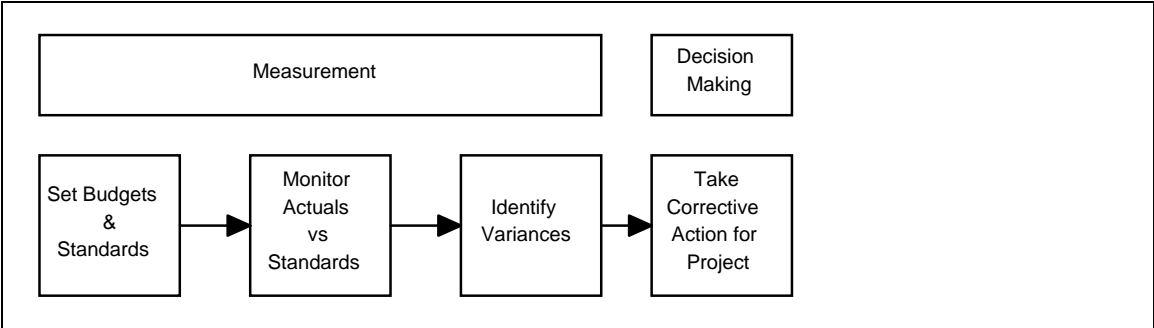 Measurement
Decision
Making
Set Budgets
&
Standards
Monitor
Actuals
vs
Standards
Identify
Variances
Take
Corrective
Action for
Project